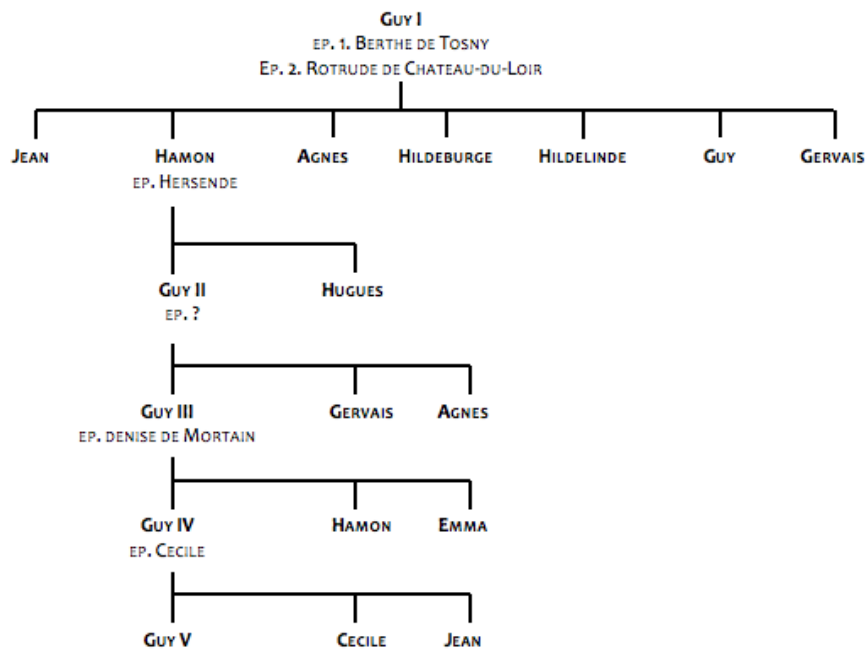 Guy I
ep. 1. Berthe de Tosny
Ep. 2. Rotrude de Chateau-du-Loir
Jean Hamon Agnes Hildeburge Hildelinde Guy Gervais
ep. Hersende
Guy II Hugues
ep. ?
Guy III Gervais Agnes
ep. denise de Mortain
Guy IV Hamon Emma
ep. Cecile
Guy V Cecile Jean